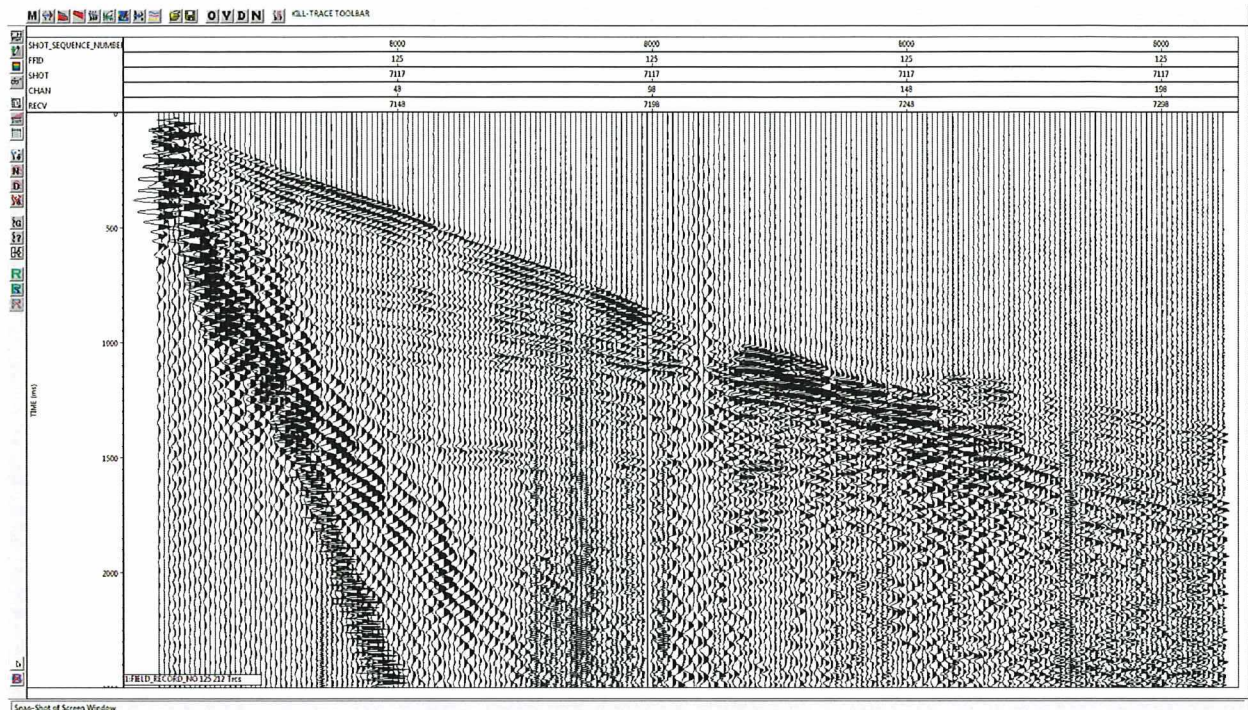 M O V D N KILL-TRACE TOOLBAR
SHOT_SEQUENCE_NUMBE 8000 8000 8000 8000
FFID 125 125 125 125
SHOT 7117 7117 7117 7117
CHAN 48 98 148 198
RECV 7148 7198 7248 7298
0
N
D
500
R
R
R
1000
TIME (ms)
1500
2000
B
1:FIELD_RECORD_NO 125 212 Trcs
Snap-Shot of Screen Window